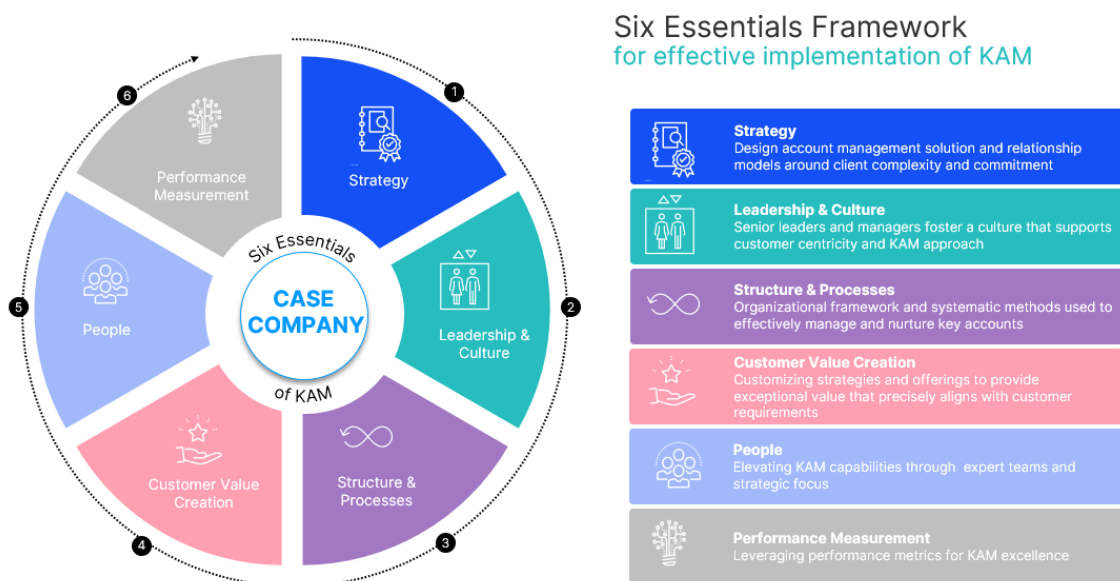 Six Essentials Framework
for effective implementation of KAM
1
Strategy
2
Leadership &
Culture
3
Structure &
Processes
4
Customer Value
Creation
5
People
6
Performance
Measurement
Six Essentials
CASE
COMPANY
of KAM
Strategy
Design account management solution and relationship
models around client complexity and commitment
Leadership & Culture
Senior leaders and managers foster a culture that supports
customer centricity and KAM approach
Structure & Processes
Organizational framework and systematic methods used to
effectively manage and nurture key accounts
Customer Value Creation
Customizing strategies and offerings to provide
exceptional value that precisely aligns with customer
requirements
People
Elevating KAM capabilities through expert teams and
strategic focus
Performance Measurement
Leveraging performance metrics for KAM excellence